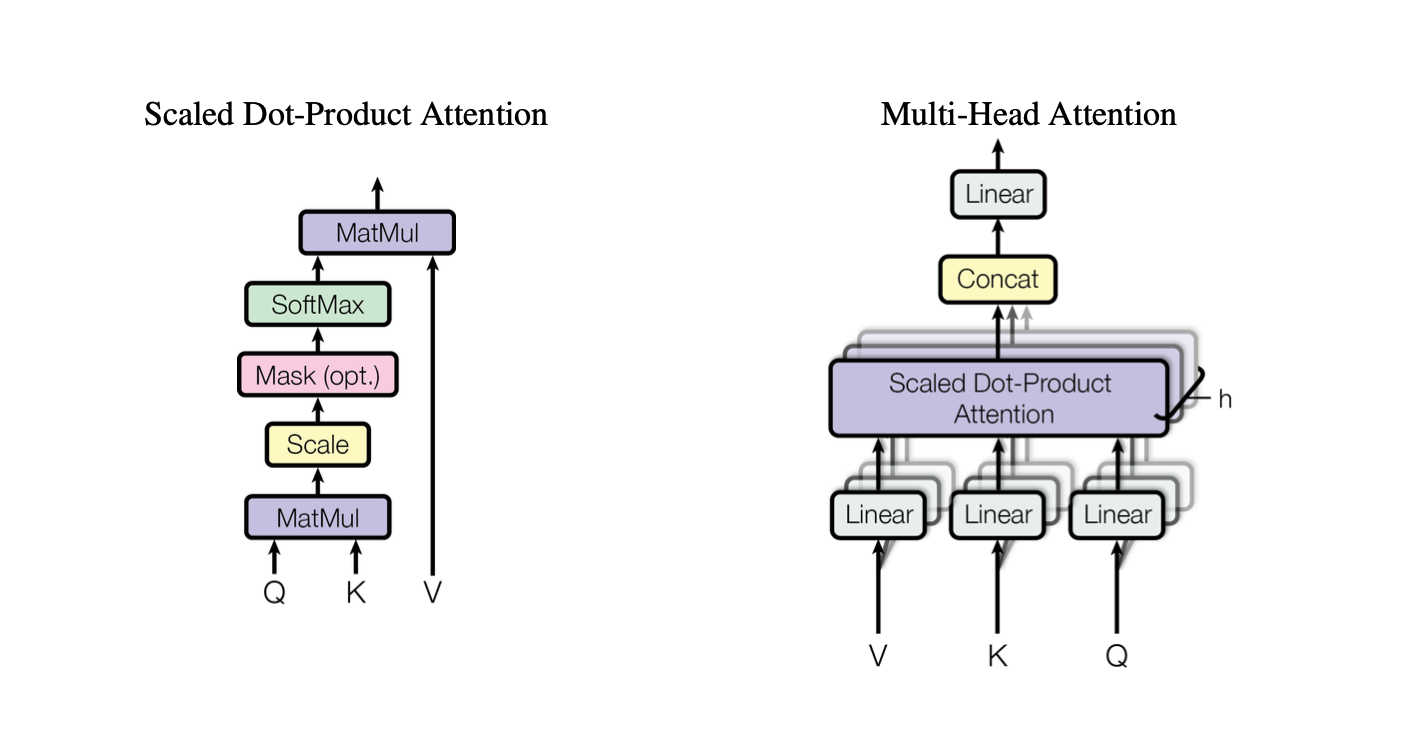 Scaled Dot-Product Attention
MatMul
SoftMax
Mask (opt.)
Scale
MatMul
Q K V
Multi-Head Attention
Linear
Concat
Scaled Dot-Product
Attention
h
Linear Linear Linear
V K Q